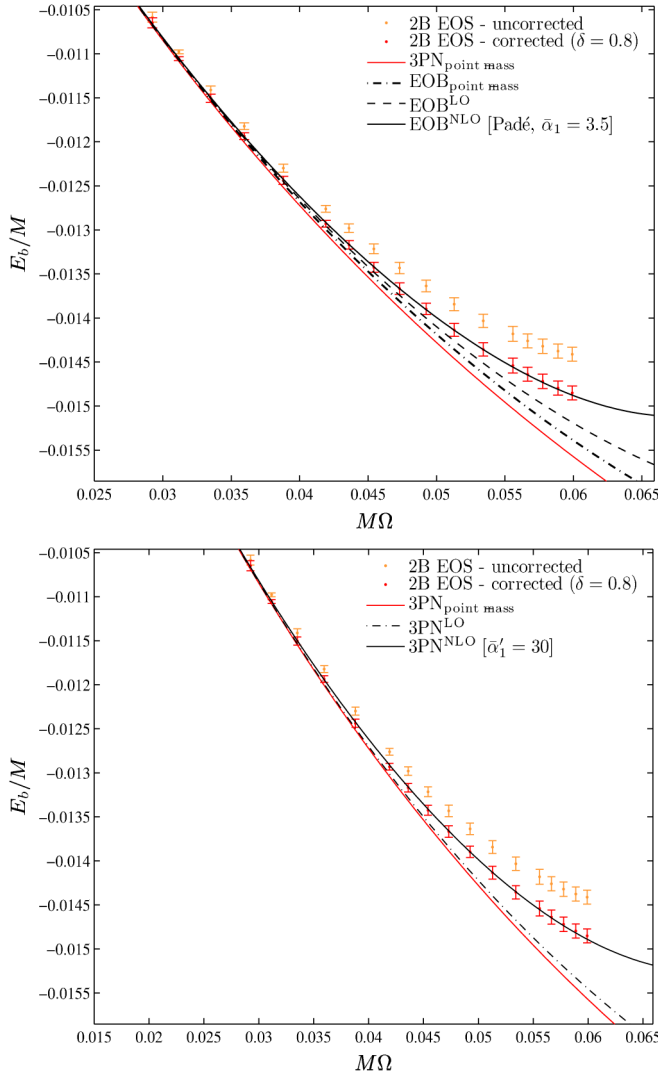 −0.0105
−0.011
−0.0115
−0.012
−0.0125
−0.013
−0.0135
−0.014
−0.0145
−0.015
−0.0155
E_b/M
2B EOS - uncorrected
2B EOS - corrected (δ = 0.8)
3PN_point mass
EOB_point mass
EOB^LO
EOB^NLO [Padé, ᾱ_1 = 3.5]
0.025 0.03 0.035 0.04 0.045 0.05 0.055 0.06 0.065
MΩ
−0.0105
−0.011
−0.0115
−0.012
−0.0125
−0.013
−0.0135
−0.014
−0.0145
−0.015
−0.0155
E_b/M
2B EOS - uncorrected
2B EOS - corrected (δ = 0.8)
3PN_point mass
3PN^LO
3PN^NLO [ᾱ′_1 = 30]
0.015 0.02 0.025 0.03 0.035 0.04 0.045 0.05 0.055 0.06 0.065
MΩ